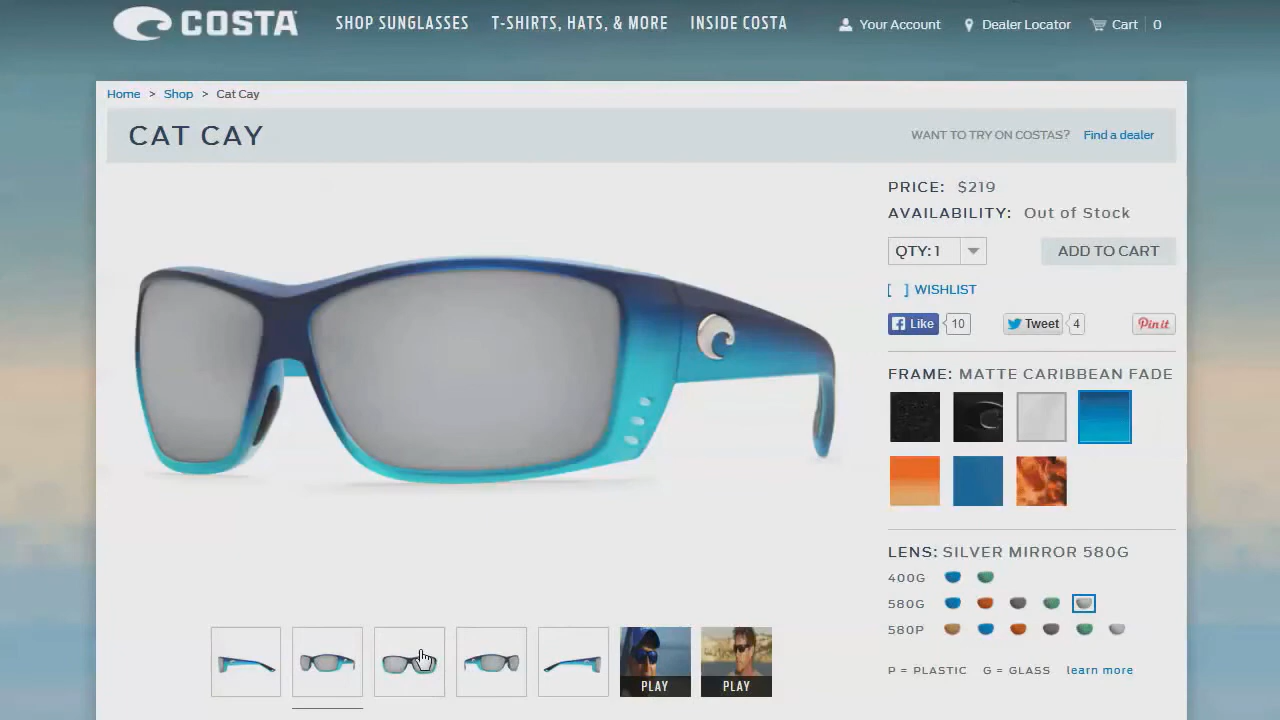 COSTA
SHOP SUNGLASSES T-SHIRTS, HATS, & MORE INSIDE COSTA
Your Account Dealer Locator Cart 0
Home > Shop > Cat Cay
CAT CAY
WANT TO TRY ON COSTAS? Find a dealer
PRICE: $219
AVAILABILITY: Out of Stock
QTY: 1 ADD TO CART
[ ] WISHLIST
Like 10 Tweet 4 Pin it
FRAME: MATTE CARIBBEAN FADE
LENS: SILVER MIRROR 580G
400G
580G
580P
P = PLASTIC G = GLASS learn more
PLAY PLAY